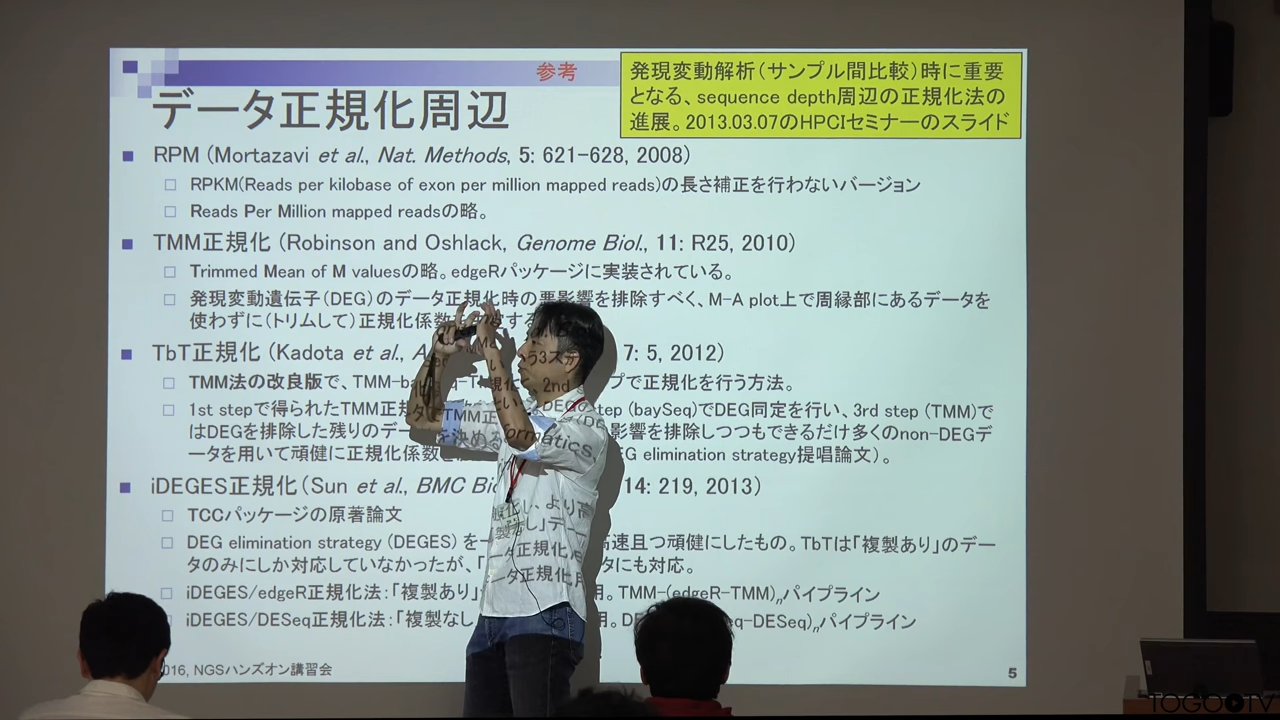 参考
発現変動解析(サンプル間比較)時に重要
となる、sequence depth周辺の正規化法の
進展。2013.03.07のHPCIセミナーのスライド
データ正規化周辺
RPM (Mortazavi et al., Nat. Methods, 5: 621-628, 2008)
RPKM(Reads per kilobase of exon per million mapped reads)の長さ補正を行わないバージョン
Reads Per Million mapped readsの略。
TMM正規化 (Robinson and Oshlack, Genome Biol., 11: R25, 2010)
Trimmed Mean of M valuesの略。edgeRパッケージに実装されている。
発現変動遺伝子(DEG)のデータ正規化時の悪影響を排除すべく、M-A plot上で周縁部にあるデータを
使わずに(トリムして)正規化係数を
TbT正規化 (Kadota et al., 7: 5, 2012)
TMM法の改良版で、TMM-で正規化を行う方法。
1st stepで得られたTMM正規 step (baySeq)でDEG同定を行い、3rd step (TMM)で
はDEGを排除した残りのデータ 影響を排除しつつもできるだけ多くのnon-DEGデ
ータを用いて頑健に正規化係数を elimination strategy提唱論文)。
iDEGES正規化(Sun et al., BMC 14: 219, 2013)
TCCパッケージの原著論文
DEG elimination strategy (DEGES) を 高速且つ頑健にしたもの。TbTは「複製あり」のデー
タのみにしか対応していなかったが、「 タにも対応。
iDEGES/edgeR正規化法:「複製あり」 用。TMM-(edgeR-TMM)nパイプライン
iDEGES/DESeq正規化法:「複製なし 用。 -DESeq)nパイプライン
2016, NGSハンズオン講習会
5
TOGOTV